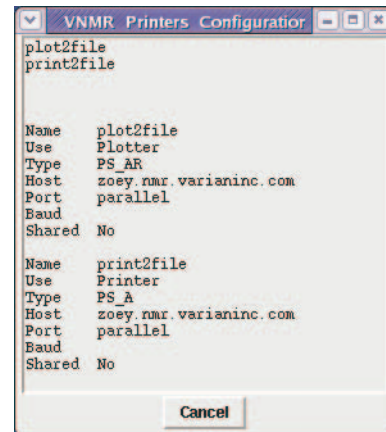 VNMR Printers Configuration
plot2file
print2file
Name plot2file
Use Plotter
Type PS_AR
Host zoey.nmr.varianinc.com
Port parallel
Baud
Shared No
Name print2file
Use Printer
Type PS_A
Host zoey.nmr.varianinc.com
Port parallel
Baud
Shared No
Cancel